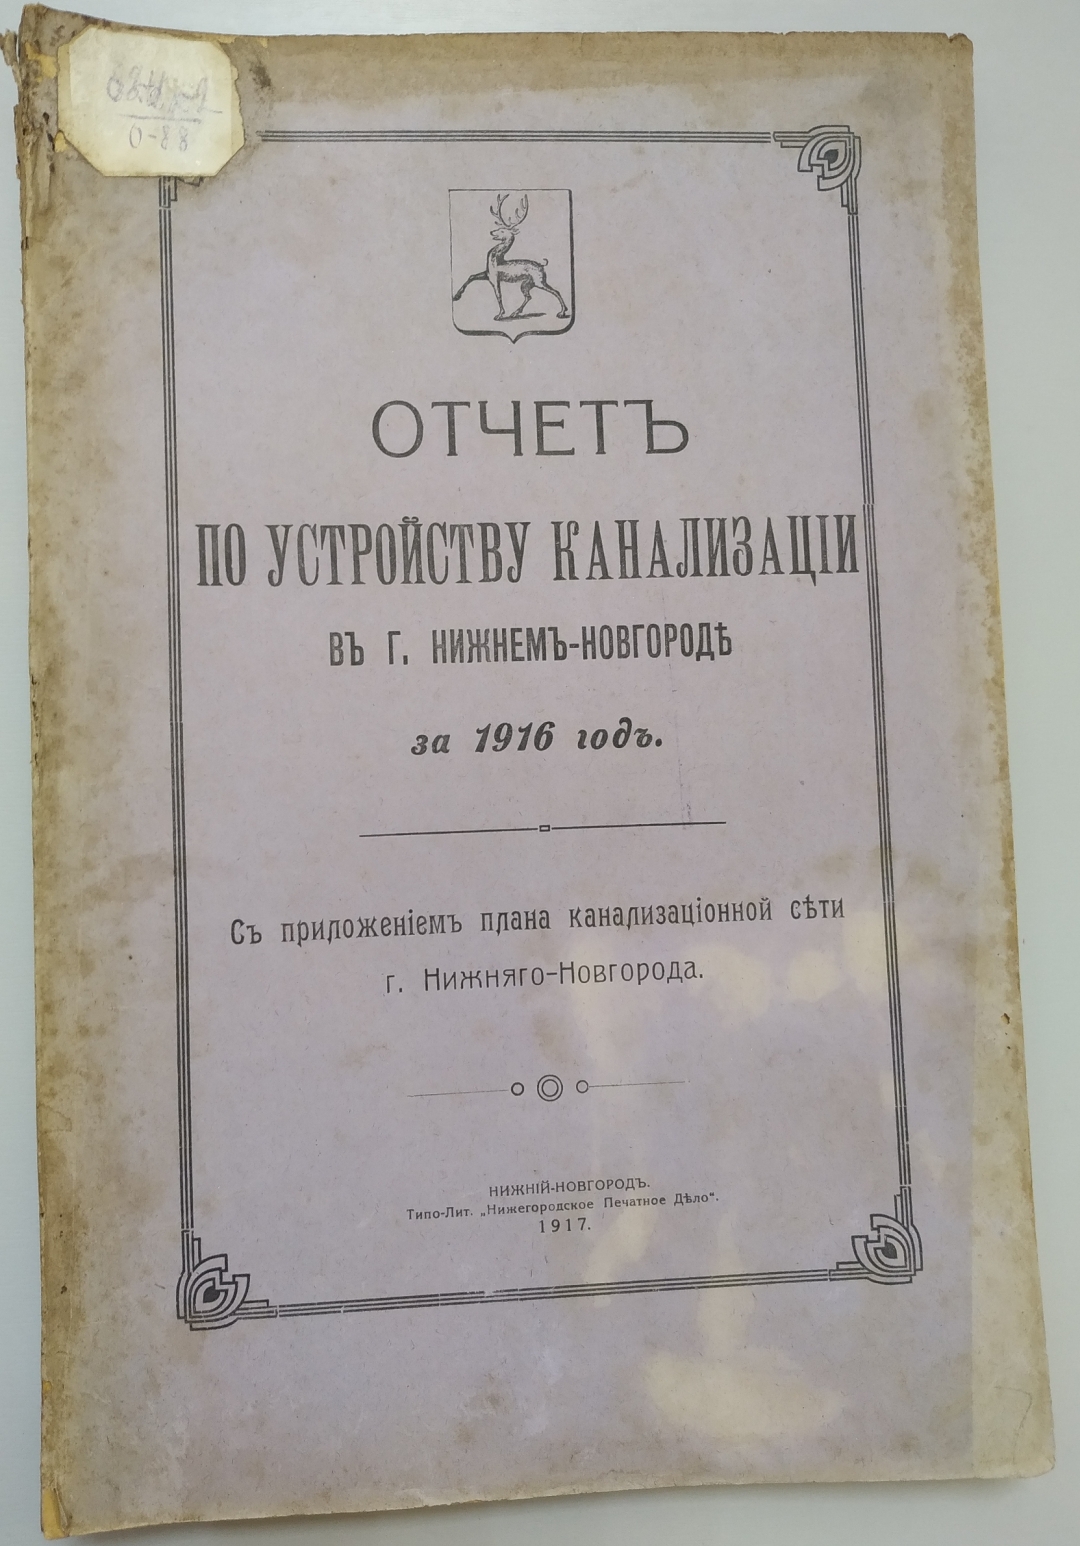 О-88
ОТЧЕТЪ
ПО УСТРОЙСТВУ КАНАЛИЗАЦІИ
ВЪ Г. НИЖНЕМЪ-НОВГОРОДѢ
за 1916 годъ.
Съ приложеніемъ плана канализаціонной сѣти
г. Нижняго-Новгорода.
НИЖНІЙ-НОВГОРОДЪ.
Типо-Лит. „Нижегородское Печатное Дѣло“.
1917.